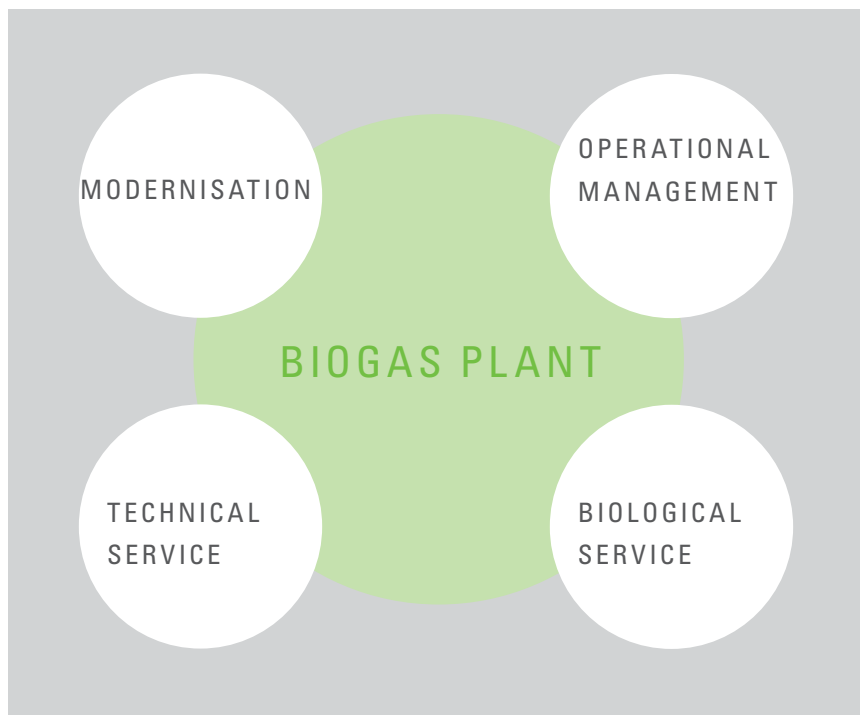 MODERNISATION
OPERATIONAL
MANAGEMENT
BIOGAS PLANT
TECHNICAL
SERVICE
BIOLOGICAL
SERVICE